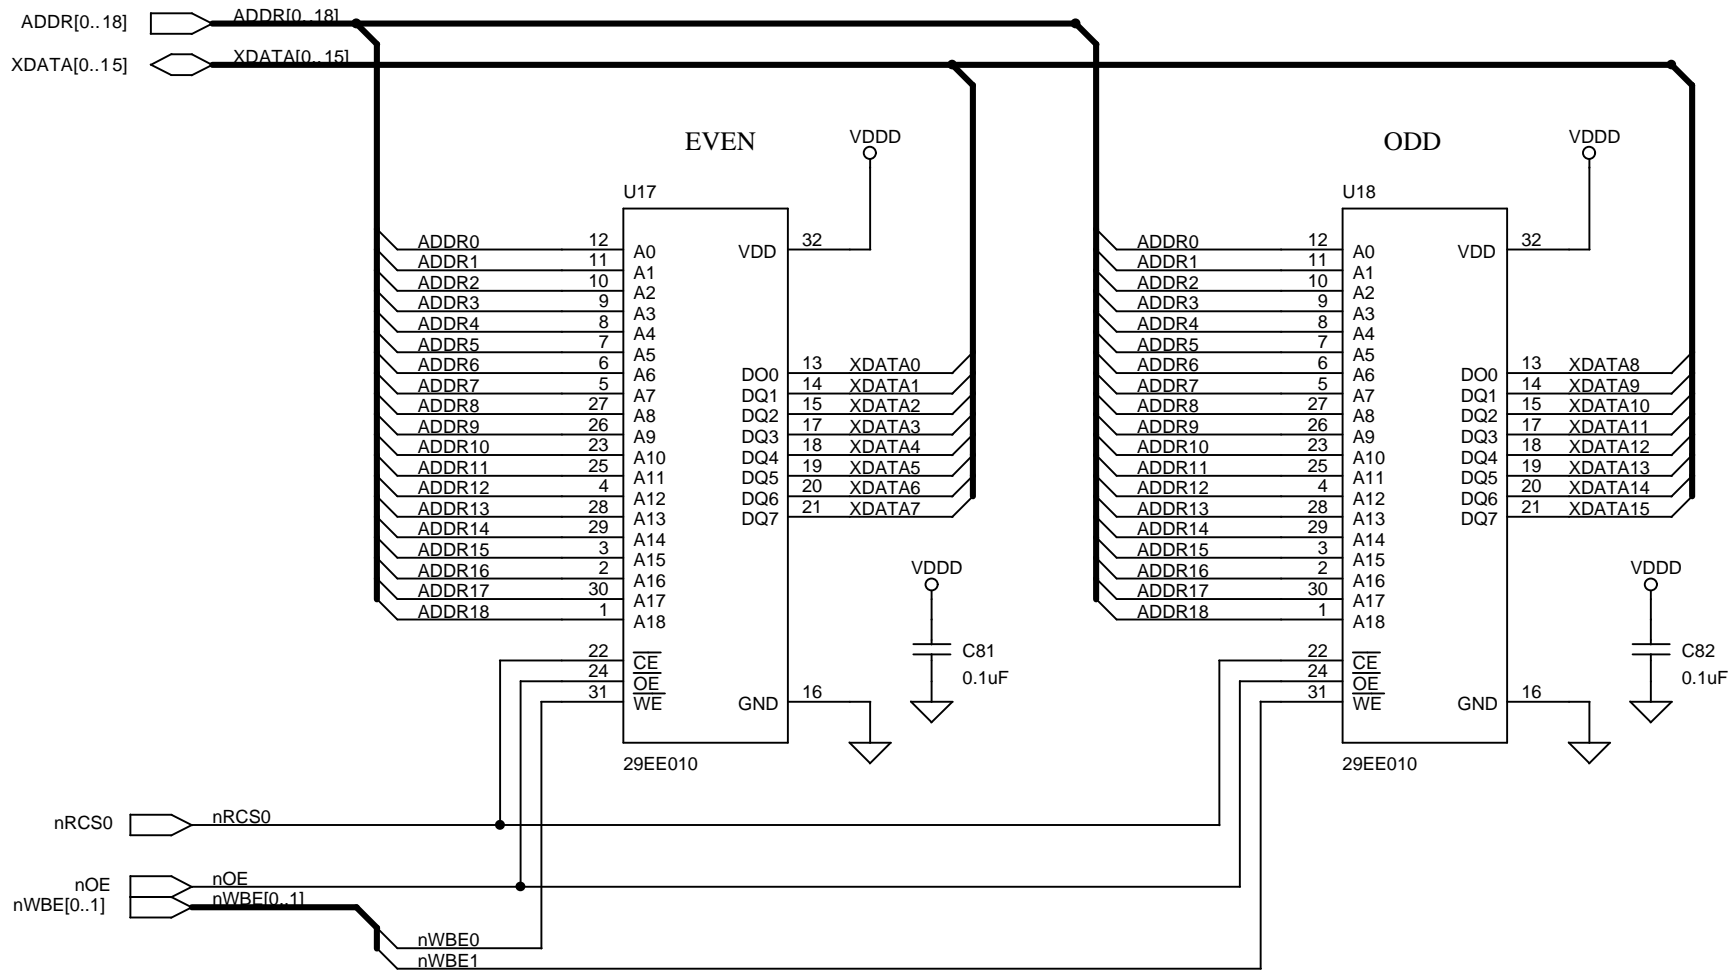 ADDR[0..18] ADDR[0..18]
XDATA[0..15] XDATA[0..15]
EVEN VDDD ODD VDDD
U17 U18
ADDR0 12 A0 VDD 32 ADDR0 12 A0 VDD 32
ADDR1 11 A1 ADDR1 11 A1
ADDR2 10 A2 ADDR2 10 A2
ADDR3 9 A3 ADDR3 9 A3
ADDR4 8 A4 ADDR4 8 A4
ADDR5 7 A5 ADDR5 7 A5
ADDR6 6 A6 DO0 13 XDATA0 ADDR6 6 A6 DO0 13 XDATA8
ADDR7 5 A7 DQ1 14 XDATA1 ADDR7 5 A7 DQ1 14 XDATA9
ADDR8 27 A8 DQ2 15 XDATA2 ADDR8 27 A8 DQ2 15 XDATA10
ADDR9 26 A9 DQ3 17 XDATA3 ADDR9 26 A9 DQ3 17 XDATA11
ADDR10 23 A10 DQ4 18 XDATA4 ADDR10 23 A10 DQ4 18 XDATA12
ADDR11 25 A11 DQ5 19 XDATA5 ADDR11 25 A11 DQ5 19 XDATA13
ADDR12 4 A12 DQ6 20 XDATA6 ADDR12 4 A12 DQ6 20 XDATA14
ADDR13 28 A13 DQ7 21 XDATA7 ADDR13 28 A13 DQ7 21 XDATA15
ADDR14 29 A14 ADDR14 29 A14
ADDR15 3 A15 ADDR15 3 A15
ADDR16 2 A16 VDDD ADDR16 2 A16 VDDD
ADDR17 30 A17 ADDR17 30 A17
ADDR18 1 A18 ADDR18 1 A18
22 CE C81 22 CE C82
24 OE 0.1uF 24 OE 0.1uF
31 WE GND 16 31 WE GND 16
29EE010 29EE010
nRCS0 nRCS0
nOE nOE
nWBE[0..1] nWBE[0..1]
nWBE0
nWBE1